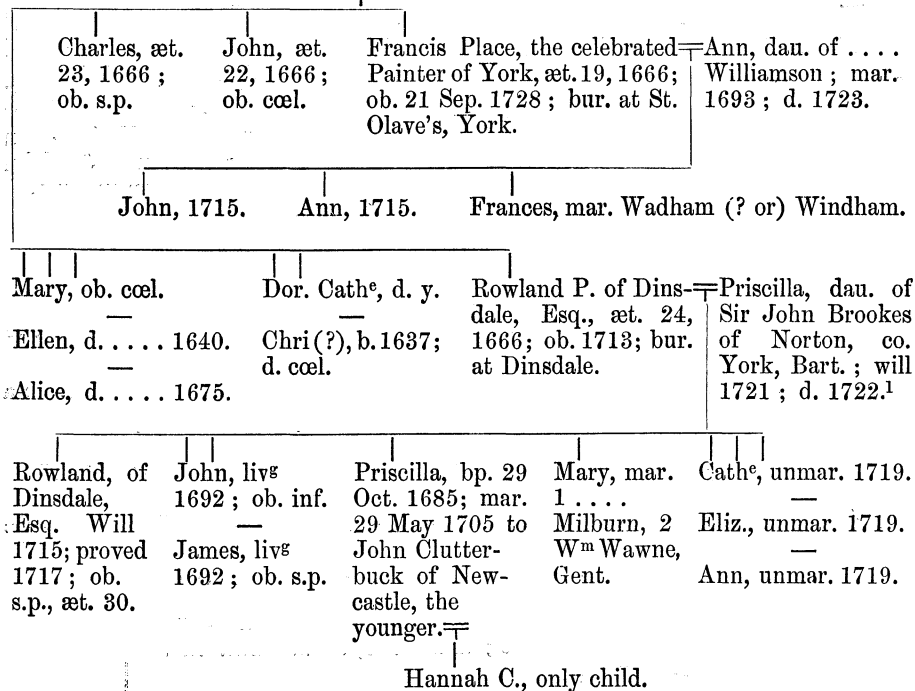 Charles, æt. 23, 1666 ; ob. s.p.
John, æt. 22, 1666 ; ob. cœl.
Francis Place, the celebrated
Painter of York, æt. 19, 1666;
ob. 21 Sep. 1728 ; bur. at St.
Olave's, York.
Ann, dau. of . . . .
Williamson ; mar.
1693 ; d. 1723.
John, 1715.
Ann, 1715.
Frances, mar. Wadham (? or) Windham.
Mary, ob. cœl.
—
Ellen, d. . . . . 1640.
—
Alice, d. . . . . 1675.
Dor. Cathᵉ, d. y.
—
Chri (?), b. 1637;
d. cœl.
Rowland P. of Dins-
dale, Esq., æt. 24,
1666; ob. 1713; bur.
at Dinsdale.
Priscilla, dau. of
Sir John Brookes
of Norton, co.
York, Bart. ; will
1721 ; d. 1722.¹
Rowland, of
Dinsdale,
Esq. Will
1715; proved
1717 ; ob.
s.p., æt. 30.
John, livᵍ
1692 ; ob. inf.
—
James, livᵍ
1692 ; ob. s.p.
Priscilla, bp. 29
Oct. 1685; mar.
29 May 1705 to
John Clutter-
buck of New-
castle, the
younger.
Mary, mar.
1 . . . .
Milburn, 2
Wᵐ Wawne,
Gent.
Cathᵉ, unmar. 1719.
—
Eliz., unmar. 1719.
—
Ann, unmar. 1719.
Hannah C., only child.